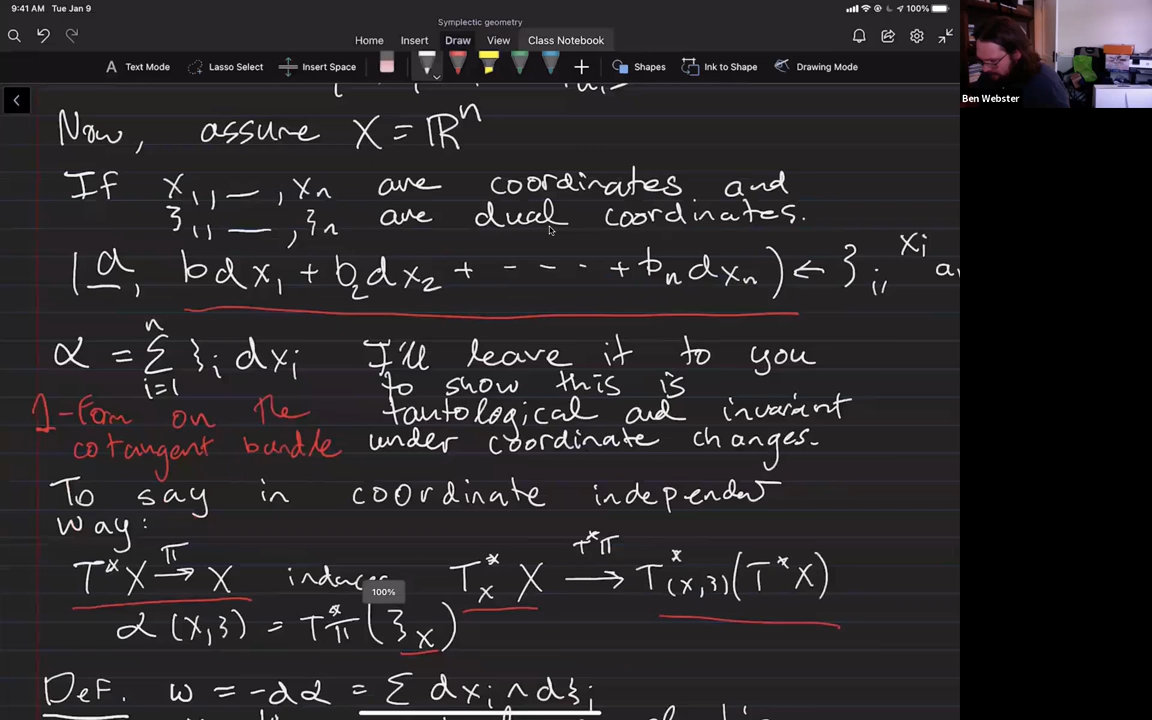 9:41 AM Tue Jan 9
Symplectic geometry
100%
Home Insert Draw View Class Notebook
Text Mode Lasso Select Insert Space Shapes Ink to Shape Drawing Mode
Ben Webster
Now, assume X = ℝⁿ
If x₁, —, xₙ are coordinates and
ξ₁, —, ξₙ are dual coordinates.
(a, bdx₁ + b₂dx₂ + - - - + bₙdxₙ) ← ξᵢ, xᵢ
α = Σⁿᵢ₌₁ ξᵢ dxᵢ I'll leave it to you
to show this is
1-Form on the tautological and invariant
cotangent bundle under coordinate changes.
To say in coordinate independent
way:
T*X →^π X induces T*ₓX →^{T*π} T*₍ₓ,ξ₎(T*X)
100%
α(x,ξ) = T*π(ξₓ)
Def. ω = -dα = Σ dxᵢ ∧ dξᵢ